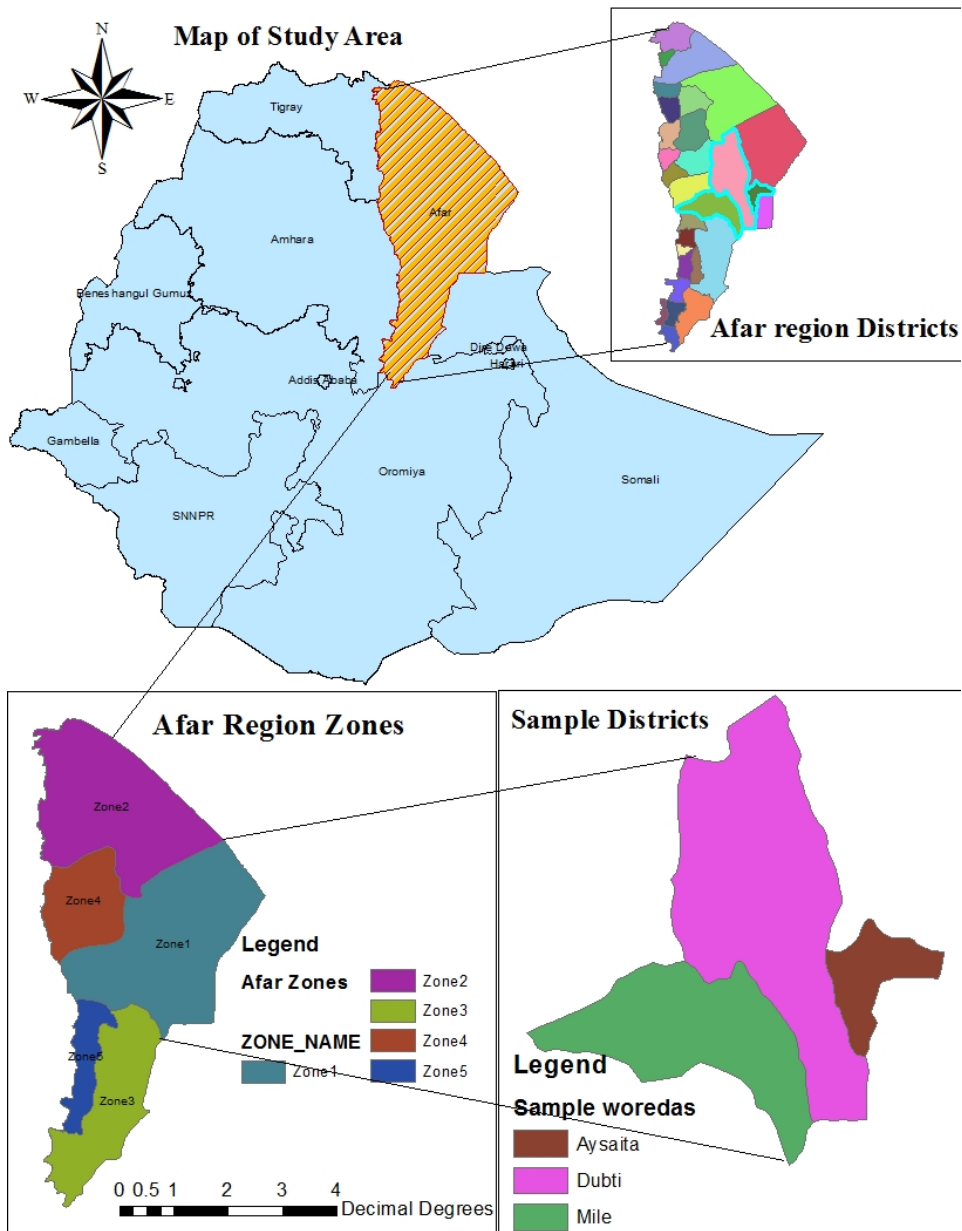 Map of Study Area
N
W
E
S
Tigray
Afar
Amhara
Beneshangul Gumuz
Dire Dawa
Harari
Addis Ababa
Gambella
Oromiya
Somali
SNNPR
Afar region Districts
Afar Region Zones
Zone2
Zone4
Zone1
Zone5
Zone3
Legend
Afar Zones
ZONE_NAME
Zone1
Zone2
Zone3
Zone4
Zone5
0 0.5 1 2 3 4
Decimal Degrees
Sample Districts
Legend
Sample woredas
Aysaita
Dubti
Mile